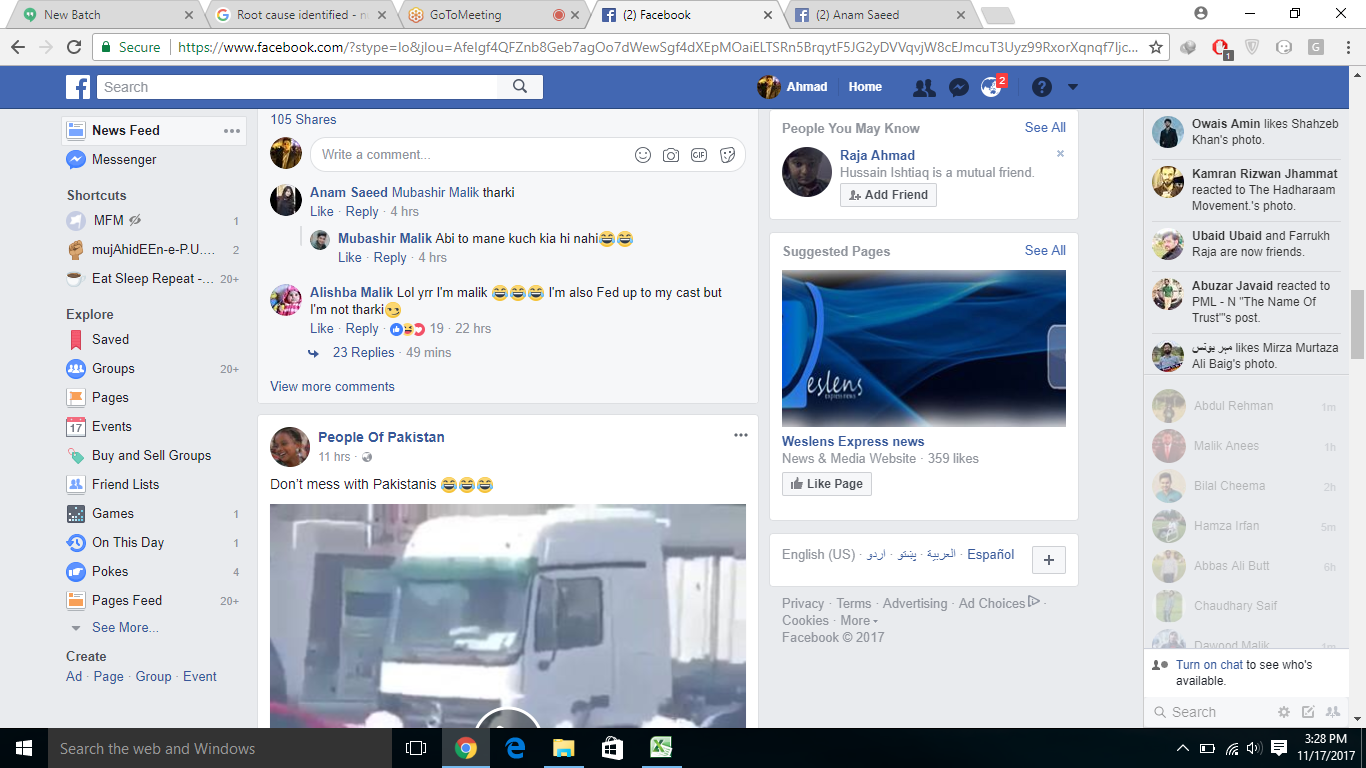 New Batch
Root cause identified - n
GoToMeeting
(2) Facebook
(2) Anam Saeed
Secure
https://www.facebook.com/?stype=lo&jlou=
1
Search
Ahmad
Home
2
News Feed
Messenger
Shortcuts
MFM 1
mujAhidEEn-e-P.U.... 2
Eat Sleep Repeat -... 20+
Explore
Saved
Groups 20+
Pages
17 Events
Buy and Sell Groups
Friend Lists
Games 1
On This Day 1
Pokes 4
Pages Feed 20+
See More...
Create
Ad · Page · Group · Event
105 Shares
Write a comment...
GIF
Anam Saeed Mubashir Malik tharki
Like · Reply · 4 hrs
Mubashir Malik Abi to mane kuch kia hi nahi😂😂
Like · Reply · 4 hrs
Alishba Malik Lol yrr I'm malik 😂😂😂 I'm also Fed up to my cast but
I'm not tharki😏
Like · Reply · 19 · 22 hrs
23 Replies · 49 mins
View more comments
People Of Pakistan
11 hrs ·
Don't mess with Pakistanis 😂😂😂
People You May Know
See All
Raja Ahmad
Hussain Ishtiaq is a mutual friend.
Add Friend
Suggested Pages
See All
eslens
express news
Weslens Express news
News & Media Website · 359 likes
Like Page
English (US) · اردو · پښتو · العربية · Español
Privacy · Terms · Advertising · Ad Choices ·
Cookies · More
Facebook © 2017
Owais Amin likes Shahzeb
Khan's photo.
Kamran Rizwan Jhammat
reacted to The Hadharaam
Movement.'s photo.
Ubaid Ubaid and Farrukh
Raja are now friends.
Abuzar Javaid reacted to
PML - N "The Name Of
Trust"'s post.
مہر یونس likes Mirza Murtaza
Ali Baig's photo.
Abdul Rehman 1m
Malik Anees 1h
Bilal Cheema 2h
Hamza Irfan 5m
Abbas Ali Butt 6h
Chaudhary Saif
Dawood Malik 1m
Turn on chat to see who's
available.
Search
Search the web and Windows
3:28 PM
11/17/2017